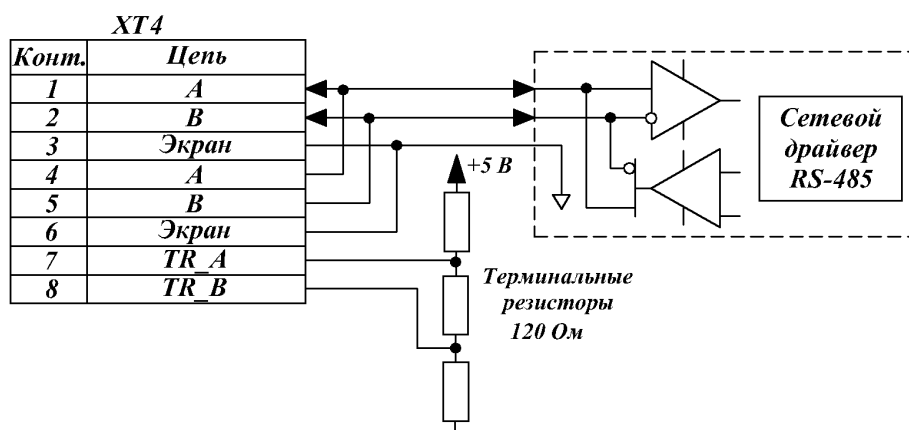 XT4
Конт. Цепь
1 A
2 B
3 Экран
4 A
5 B
6 Экран
7 TR_A
8 TR_B
+5 В
Терминальные
резисторы
120 Ом
Сетевой
драйвер
RS-485